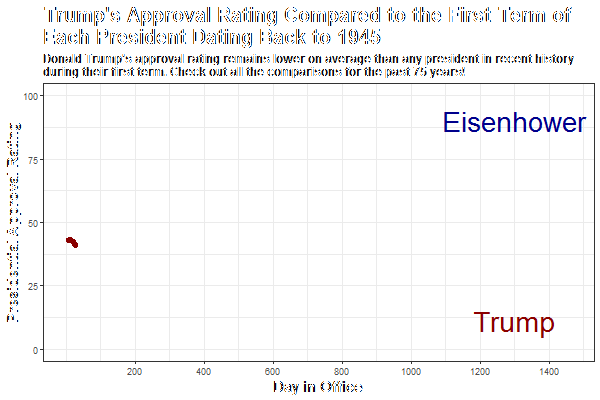 Trump's Approval Rating Compared to the First Term of
Each President Dating Back to 1945
Donald Trump's approval rating remains lower on average than any president in recent history
during their first term. Check out all the comparisons for the past 75 years!
Presidential Approval Rating
100
75
50
25
0
Eisenhower
Trump
200 400 600 800 1000 1200 1400
Day in Office